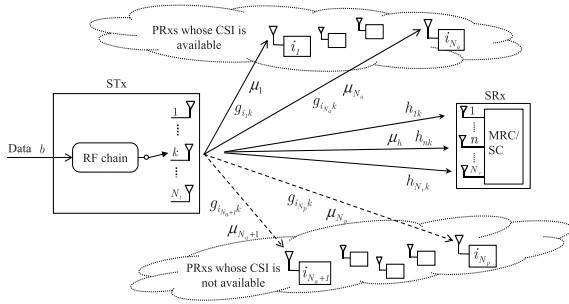 PRxs whose CSI is
available
i_1
i_{N_a}
μ_1
μ_{N_a}
g_{i_1k}
g_{i_{N_a}k}
STx
1
Data b
RF chain
k
N_t
h_{1k}
μ_h h_{nk}
h_{N_rk}
SRx
1
n
N_r
MRC/
SC
g_{i_{N_a+1}k}
g_{i_{N_p}k}
μ_{N_a+1}
μ_{N_p}
PRxs whose CSI is
not available
i_{N_a+1}
i_{N_p}